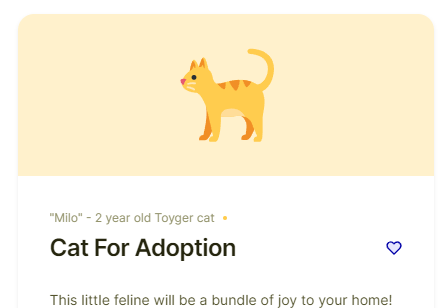 "Milo" - 2 year old Toyger cat
Cat For Adoption
This little feline will be a bundle of joy to your home!